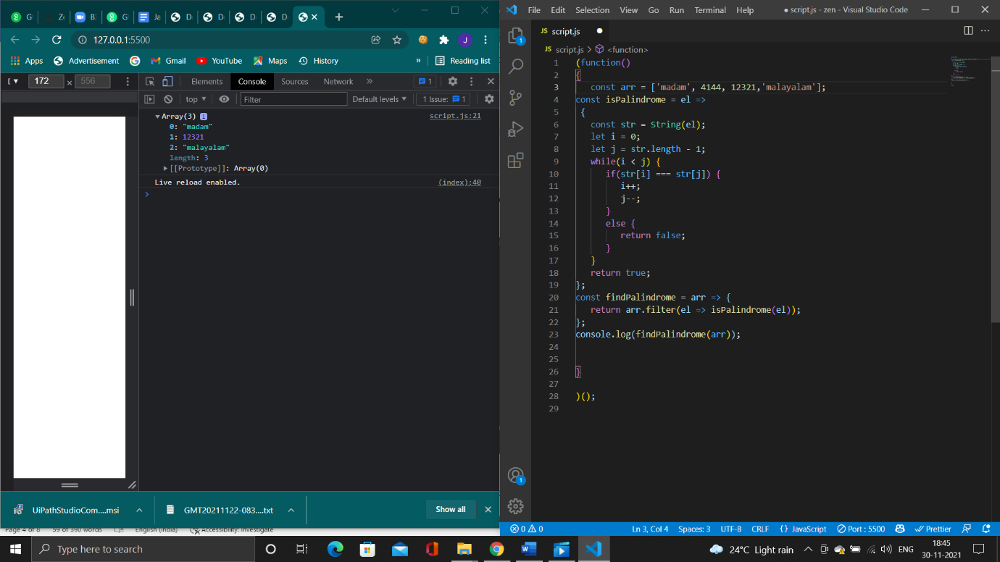 G
G
Ze
B:
G
Ja
D
D
D
D
127.0.0.1:5500
J
Apps
Advertisement
Gmail
YouTube
Maps
History
»
Reading list
172
×
556
Elements
Console
Sources
Network
»
1
top
Filter
Default levels
1 Issue:
1
Array(3)
script.js:21
0: "madam"
1: 12321
2: "malayalam"
length: 3
[[Prototype]]: Array(0)
Live reload enabled.
(index):40
UiPathStudioCom....msi
GMT20211122-083....txt
Show all
Page 4 of 8
59 of 390 words
English (India)
Accessibility: Investigate
File Edit Selection View Go Run Terminal Help
● script.js - zen - Visual Studio Code
JS script.js ●
JS script.js > <function>
1 (function()
2 {
3 const arr = ['madam', 4144, 12321,'malayalam'];
4 const isPalindrome = el =>
5 {
6 const str = String(el);
7 let i = 0;
8 let j = str.length - 1;
9 while(i < j) {
10 if(str[i] === str[j]) {
11 i++;
12 j--;
13 }
14 else {
15 return false;
16 }
17 }
18 return true;
19 };
20 const findPalindrome = arr => {
21 return arr.filter(el => isPalindrome(el));
22 };
23 console.log(findPalindrome(arr));
24
25
26 }
27
28 )();
29
1
1
0 0
Ln 3, Col 4
Spaces: 3
UTF-8
CRLF
{} JavaScript
Port : 5500
Prettier
Type here to search
24°C Light rain
ENG
18:45
30-11-2021